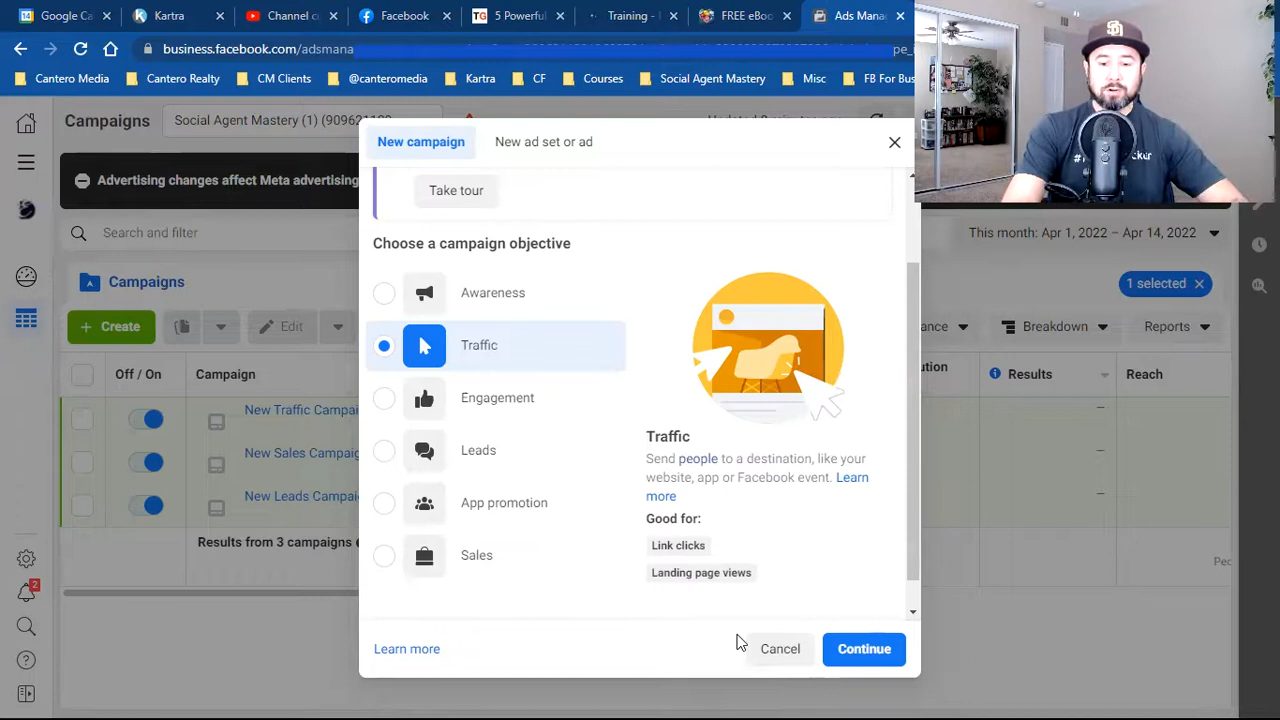 Google Ca
Kartra
Channel c
Facebook
5 Powerful
Training -
FREE eBoo
Ads Mana
business.facebook.com/adsmana
pe_i
Cantero Media
Cantero Realty
CM Clients
@canteromedia
Kartra
CF
Courses
Social Agent Mastery
Misc
FB For Bus
Campaigns
Social Agent Mastery (1)
New campaign
New ad set or ad
Advertising changes affect Meta advertising
Take tour
Search and filter
This month: Apr 1, 2022 – Apr 14, 2022
Choose a campaign objective
Campaigns
1 selected
Awareness
Create
Edit
Breakdown
Reports
Traffic
Off / On
Campaign
Results
Reach
Engagement
New Traffic Campai
Traffic
New Sales Campaig
Leads
Send people to a destination, like your
website, app or Facebook event. Learn
more
New Leads Campai
App promotion
Good for:
Results from 3 campaigns
Link clicks
Sales
Landing page views
2
Learn more
Cancel
Continue